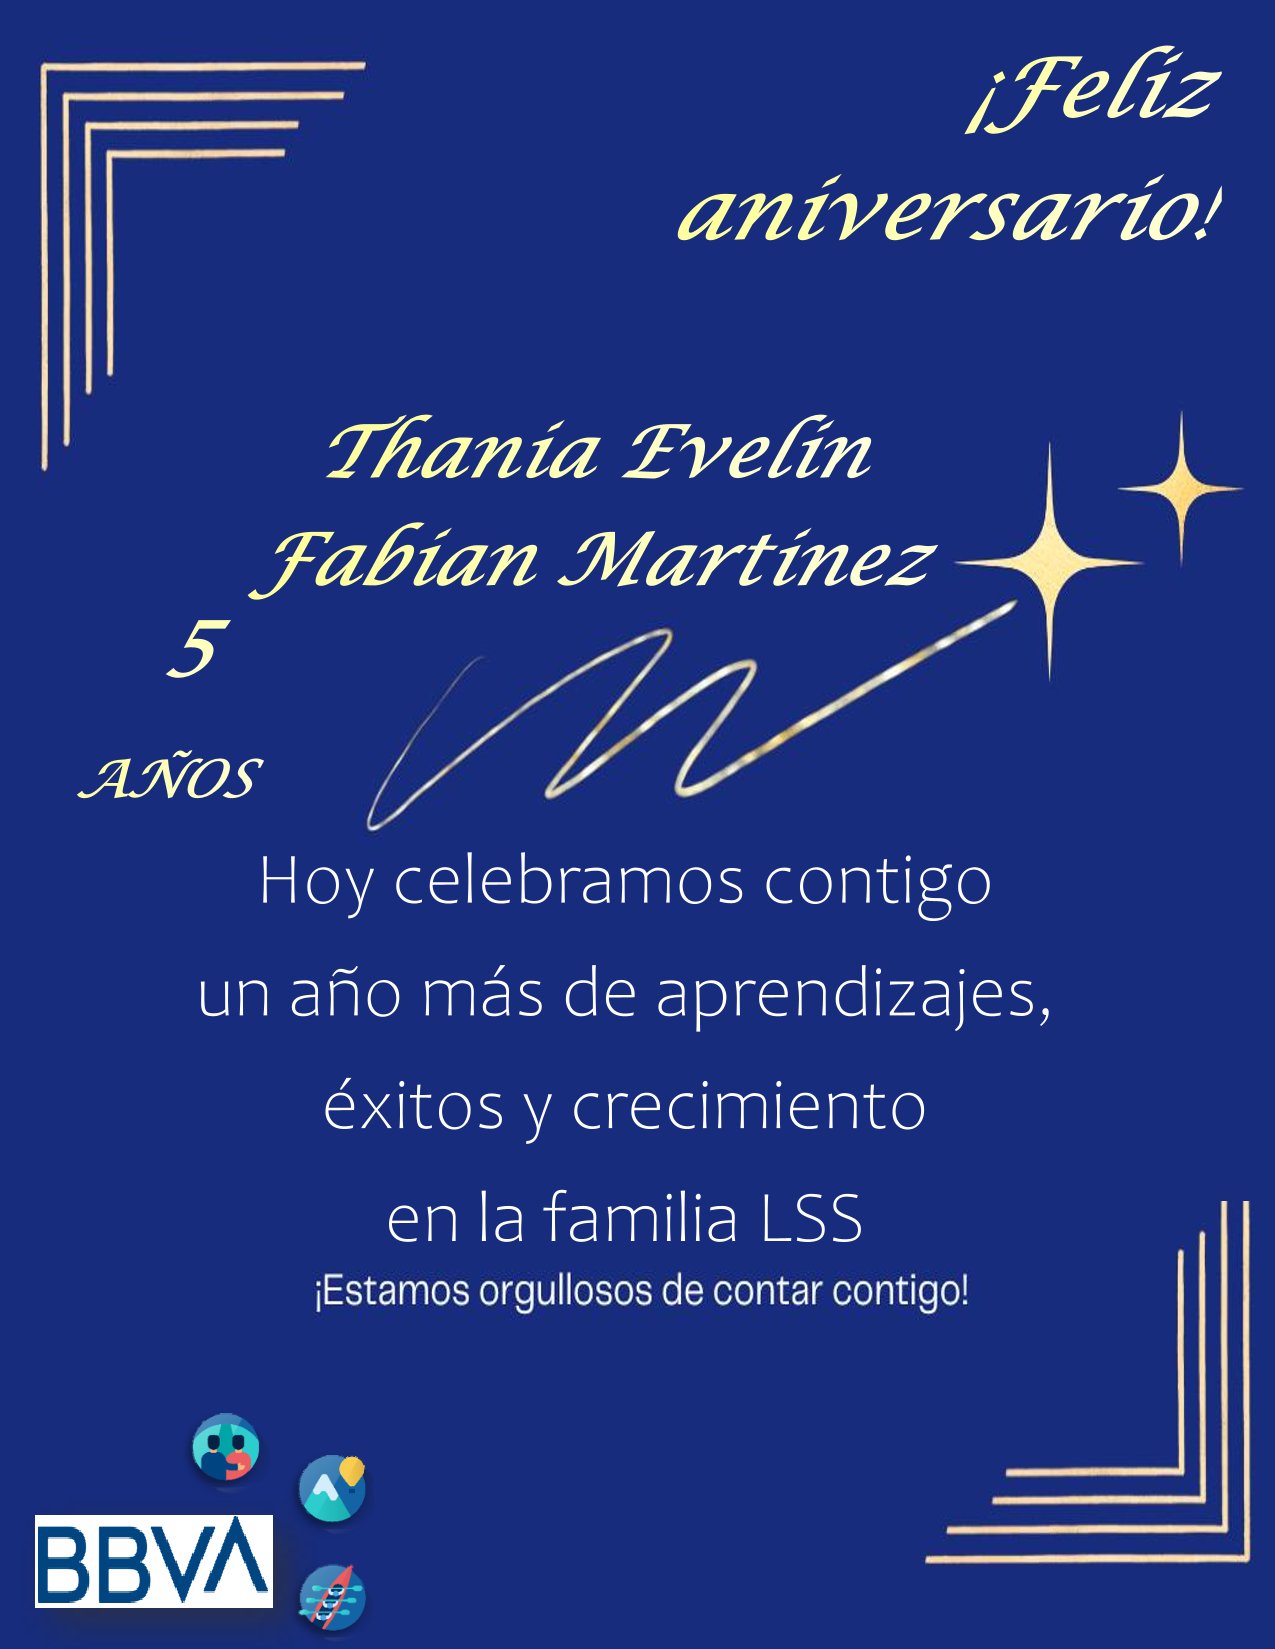 ¡Feliz
aniversario!
Thania Evelin
Fabian Martinez
5
AÑOS
Hoy celebramos contigo
un año más de aprendizajes,
éxitos y crecimiento
en la familia LSS
¡Estamos orgullosos de contar contigo!
BBVA